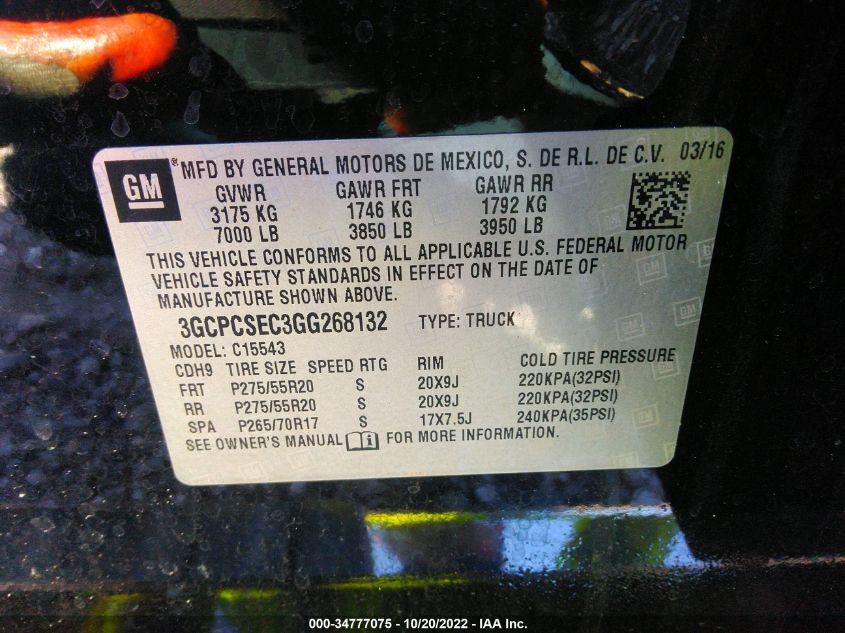 GM ® MFD BY GENERAL MOTORS DE MEXICO, S. DE R.L. DE C.V. 03/16
GVWR GAWR FRT GAWR RR
3175 KG 1746 KG 1792 KG
7000 LB 3850 LB 3950 LB
THIS VEHICLE CONFORMS TO ALL APPLICABLE U.S. FEDERAL MOTOR
VEHICLE SAFETY STANDARDS IN EFFECT ON THE DATE OF
MANUFACTURE SHOWN ABOVE.
3GCPCSEC3GG268132 TYPE: TRUCK
MODEL: C15543
CDH9 TIRE SIZE SPEED RTG RIM COLD TIRE PRESSURE
FRT P275/55R20 S 20X9J 220KPA(32PSI)
RR P275/55R20 S 20X9J 220KPA(32PSI)
SPA P265/70R17 S 17X7.5J 240KPA(35PSI)
SEE OWNER'S MANUAL i FOR MORE INFORMATION.
000-34777075 - 10/20/2022 - IAA Inc.